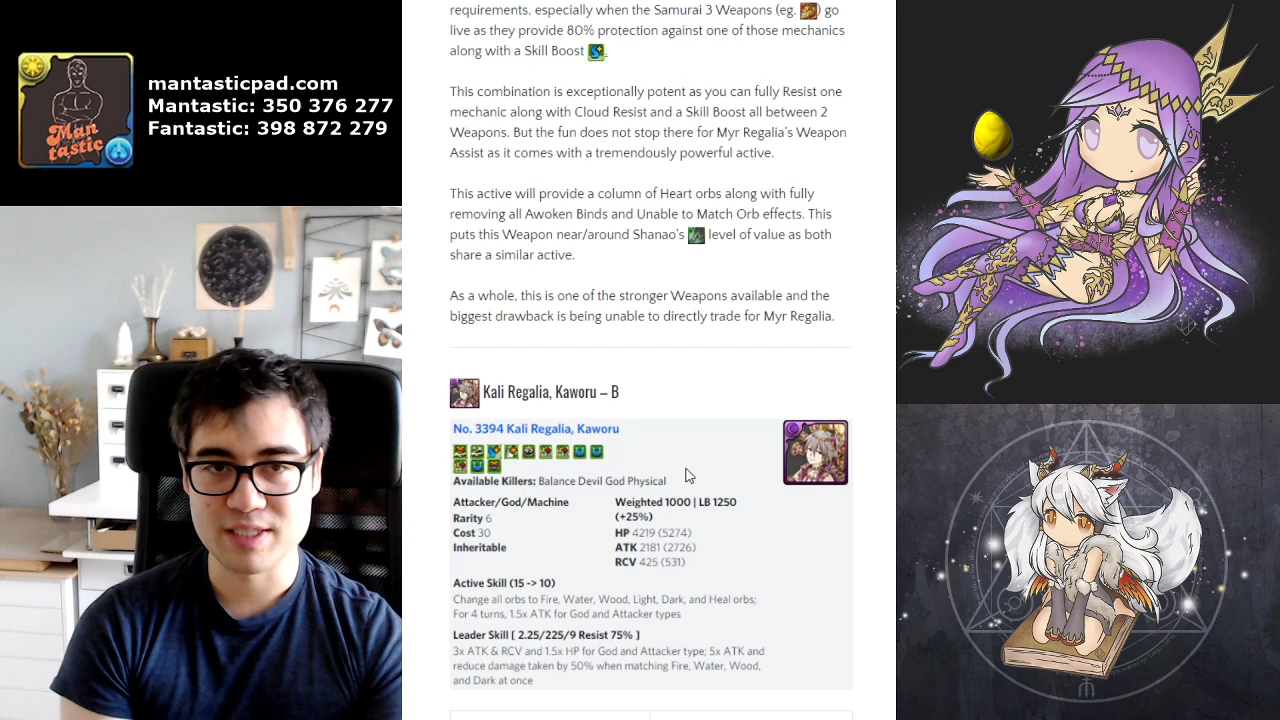 mantasticpad.com
Mantastic: 350 376 277
Fantastic: 398 872 279
Man
tastic
requirements, especially when the Samurai 3 Weapons (eg. ) go
live as they provide 80% protection against one of those mechanics
along with a Skill Boost .
This combination is exceptionally potent as you can fully Resist one
mechanic along with Cloud Resist and a Skill Boost all between 2
Weapons. But the fun does not stop there for Myr Regalia's Weapon
Assist as it comes with a tremendously powerful active.
This active will provide a column of Heart orbs along with fully
removing all Awoken Binds and Unable to Match Orb effects. This
puts this Weapon near/around Shanao's level of value as both
share a similar active.
As a whole, this is one of the stronger Weapons available and the
biggest drawback is being unable to directly trade for Myr Regalia.
Kali Regalia, Kaworu – B
No. 3394 Kali Regalia, Kaworu
Available Killers: Balance Devil God Physical
Attacker/God/Machine
Rarity 6
Cost 30
Inheritable
Weighted 1000 | LB 1250
(+25%)
HP 4219 (5274)
ATK 2181 (2726)
RCV 425 (531)
Active Skill (15 -> 10)
Change all orbs to Fire, Water, Wood, Light, Dark, and Heal orbs;
For 4 turns, 1.5x ATK for God and Attacker types
Leader Skill [ 2.25/225/9 Resist 75% ]
3x ATK & RCV and 1.5x HP for God and Attacker type; 5x ATK and
reduce damage taken by 50% when matching Fire, Water, Wood,
and Dark at once